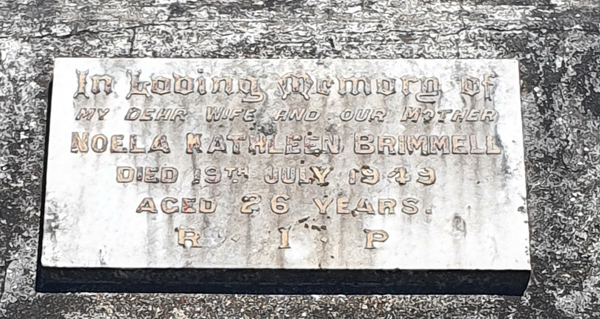 In Loving Memory of
MY DEAR WIFE AND OUR MOTHER
NOELA KATHLEEN BRIMMELL
DIED 19TH JULY 1949
AGED 26 YEARS.
R · I · P